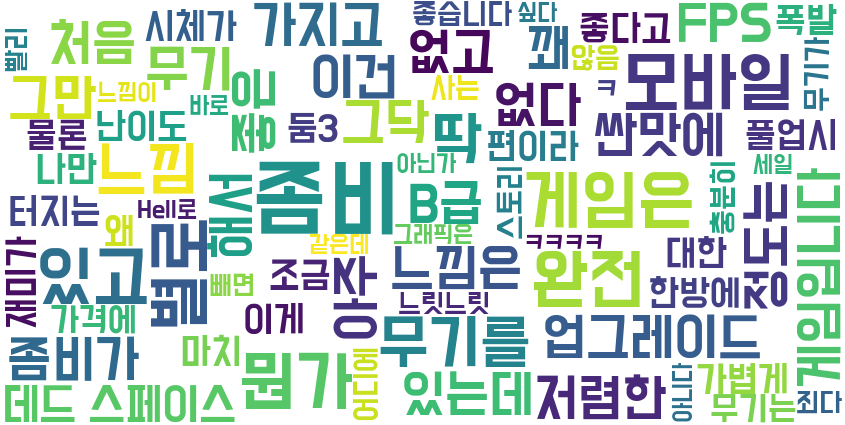 빨리
처음
시체가
가지고
없고
좋습니다
싶다
좋다고
FPS
폭발
꽤
그만
느낌이
무기
좋은
이건
사는
않음
모바일
무기가
바로
ㅋ
물론
난이도
둠3
그닥
딱
없다
싼맛에
풀업시
나만
느낌
좀비
아닌가
편이라
충분히
세일
터지는
왜
Hell로
행사
B급
스토리
게임은
정도는
게임입니다
재미가
있고
별로
빼면
조금
아주
같은데
그래픽은
느낌은
ㅋㅋㅋㅋ
완전
대한
한방에
가격에
이게
느릿느릿
좀비가
마치
뭔가
무기를
업그레이드
있는데
저렴한
아니다
가볍게
무기는
죄다
데드 스페이스